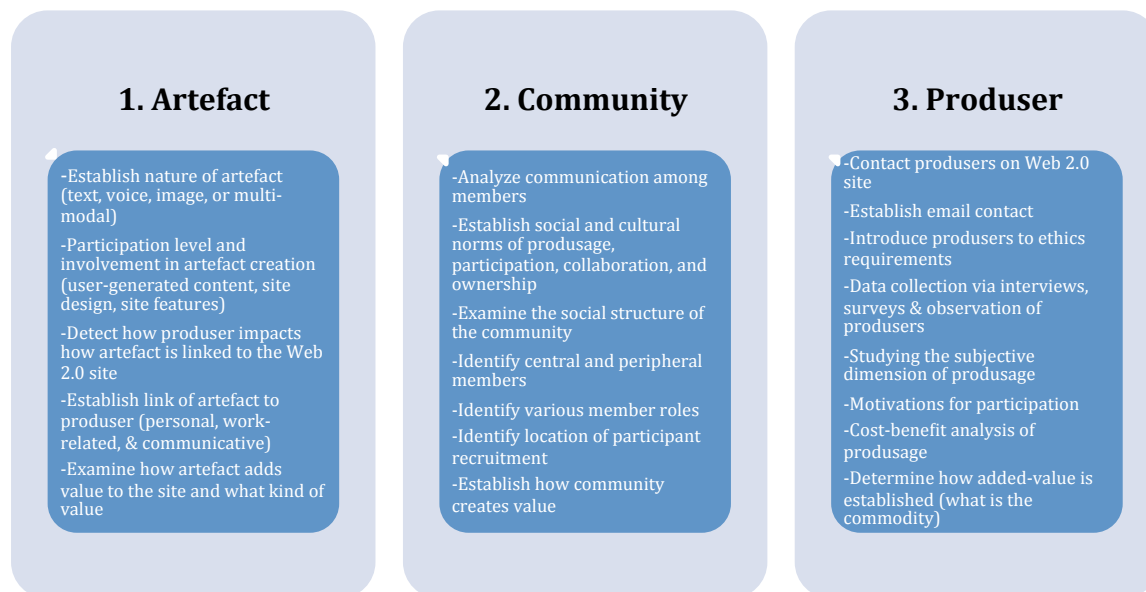 1. Artefact
-Establish nature of artefact
(text, voice, image, or multi-
modal)
-Participation level and
involvement in artefact creation
(user-generated content, site
design, site features)
-Detect how produser impacts
how artefact is linked to the Web
2.0 site
-Establish link of artefact to
produser (personal, work-
related, & communicative)
-Examine how artefact adds
value to the site and what kind of
value
2. Community
-Analyze communication among
members
-Establish social and cultural
norms of produsage,
participation, collaboration, and
ownership
-Examine the social structure of
the community
-Identify central and peripheral
members
-Identify various member roles
-Identify location of participant
recruitment
-Establish how community
creates value
3. Produser
-Contact produsers on Web 2.0
site
-Establish email contact
-Introduce produsers to ethics
requirements
-Data collection via interviews,
surveys & observation of
produsers
-Studying the subjective
dimension of produsage
-Motivations for participation
-Cost-benefit analysis of
produsage
-Determine how added-value is
established (what is the
commodity)